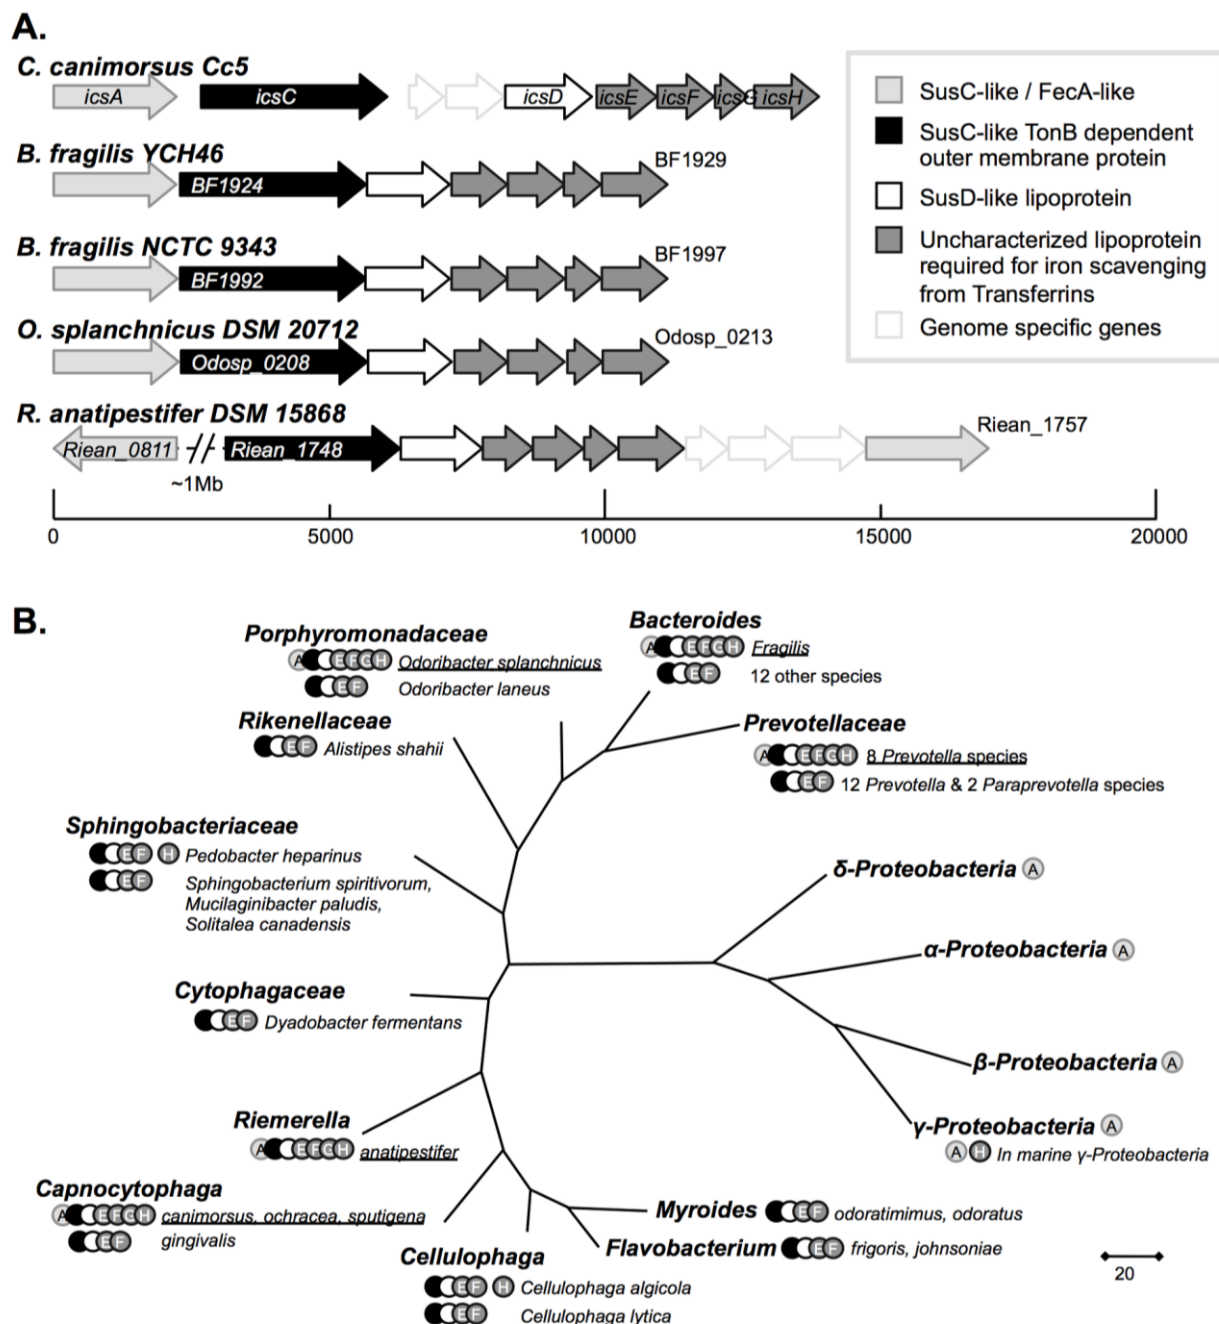 A.
C. canimorsus Cc5
icsA
icsC
icsD
icsE
icsF
icsG
icsH
B. fragilis YCH46
BF1924
BF1929
B. fragilis NCTC 9343
BF1992
BF1997
O. splanchnicus DSM 20712
Odosp_0208
Odosp_0213
R. anatipestifer DSM 15868
Riean_0811
~1Mb
Riean_1748
Riean_1757
0
5000
10000
15000
20000
SusC-like / FecA-like
SusC-like TonB dependent
outer membrane protein
SusD-like lipoprotein
Uncharacterized lipoprotein
required for iron scavenging
from Transferrins
Genome specific genes
B.
Porphyromonadaceae
A E F G H Odoribacter splanchnicus
E F Odoribacter laneus
Bacteroides
A E F G H Fragilis
E F 12 other species
Rikenellaceae
E F Alistipes shahii
Prevotellaceae
A E F G H 8 Prevotella species
E F 12 Prevotella & 2 Paraprevotella species
Sphingobacteriaceae
E F H Pedobacter heparinus
E F Sphingobacterium spiritivorum,
Mucilaginibacter paludis,
Solitalea canadensis
δ-Proteobacteria A
α-Proteobacteria A
Cytophagaceae
E F Dyadobacter fermentans
β-Proteobacteria A
Riemerella
A E F G H anatipestifer
γ-Proteobacteria A
A H In marine γ-Proteobacteria
Capnocytophaga
A E F G H canimorsus, ochracea, sputigena
E F gingivalis
Myroides E F odoratimimus, odoratus
Flavobacterium E F frigoris, johnsoniae
Cellulophaga
E F H Cellulophaga algicola
E F Cellulophaga lytica
20